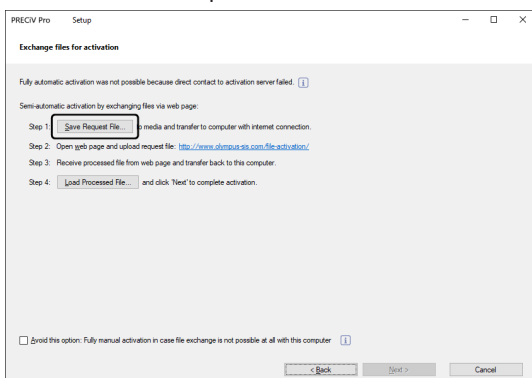 PRECiV Pro Setup
Exchange files for activation
Fully automatic activation was not possible because direct contact to activation server failed. i
Semi-automatic activation by exchanging files via web page:
Step 1: Save Request File... to media and transfer to computer with internet connection.
Step 2: Open web page and upload request file: http://www.olympus-sis.com/file-activation/
Step 3: Receive processed file from web page and transfer back to this computer.
Step 4: Load Processed File... and click 'Next' to complete activation.
Avoid this option: Fully manual activation in case file exchange is not possible at all with this computer i
< Back Next > Cancel